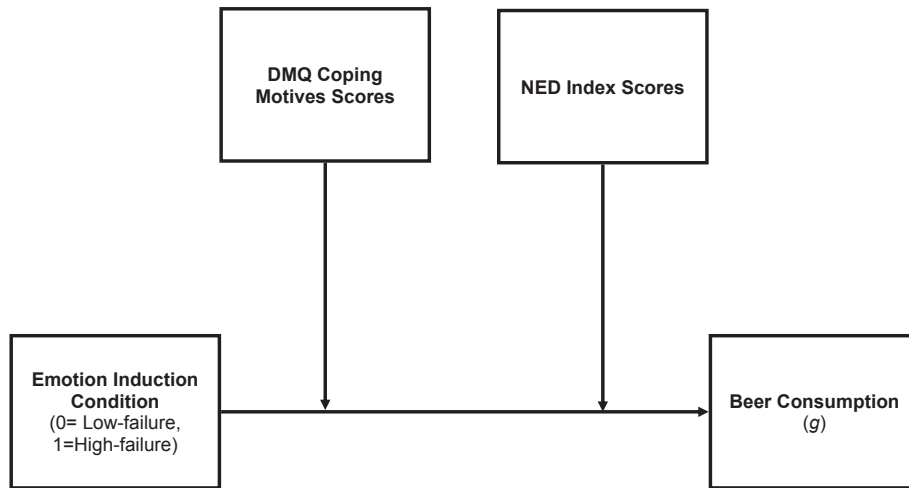 DMQ Coping
Motives Scores
NED Index Scores
Emotion Induction
Condition
(0= Low-failure,
1=High-failure)
Beer Consumption
(g)